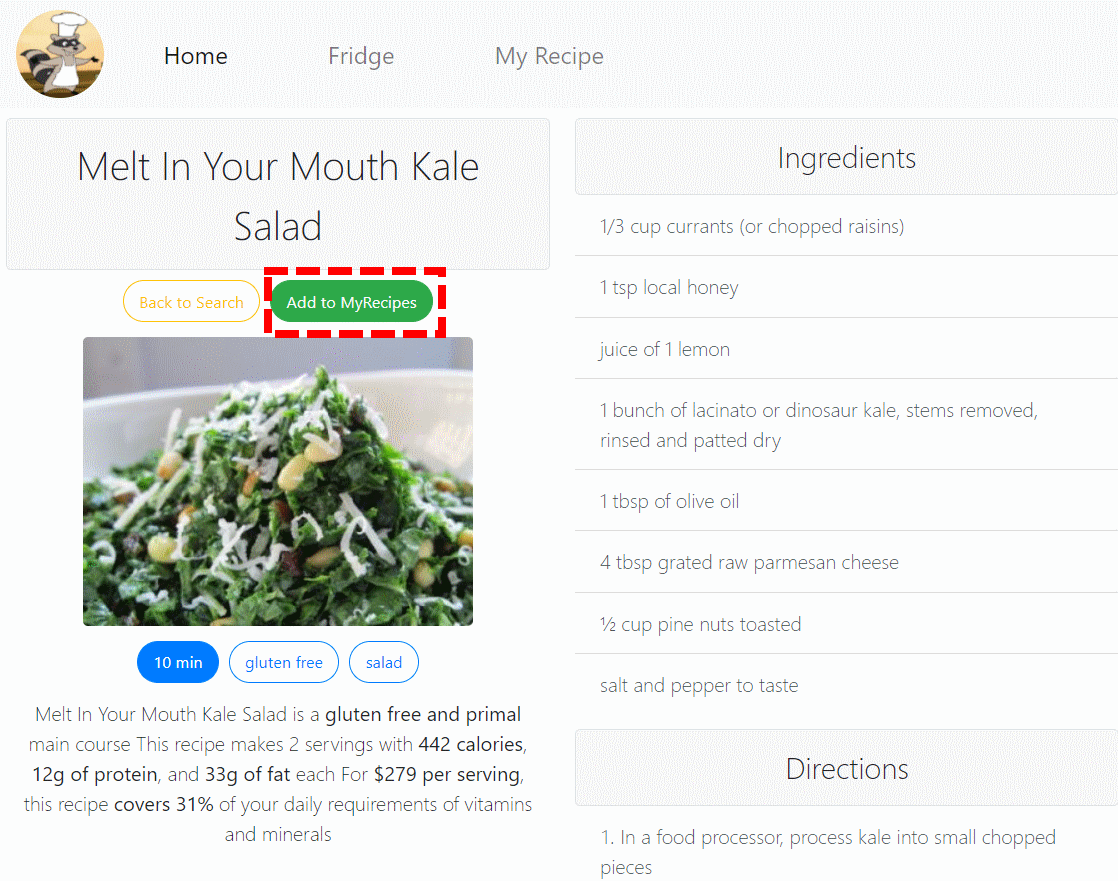 Home
Fridge
My Recipe
Melt In Your Mouth Kale
Salad
Back to Search
Add to MyRecipes
10 min
gluten free
salad
Melt In Your Mouth Kale Salad is a gluten free and primal
main course This recipe makes 2 servings with 442 calories,
12g of protein, and 33g of fat each For $279 per serving,
this recipe covers 31% of your daily requirements of vitamins
and minerals
Ingredients
1/3 cup currants (or chopped raisins)
1 tsp local honey
juice of 1 lemon
1 bunch of lacinato or dinosaur kale, stems removed,
rinsed and patted dry
1 tbsp of olive oil
4 tbsp grated raw parmesan cheese
½ cup pine nuts toasted
salt and pepper to taste
Directions
1. In a food processor, process kale into small chopped
pieces